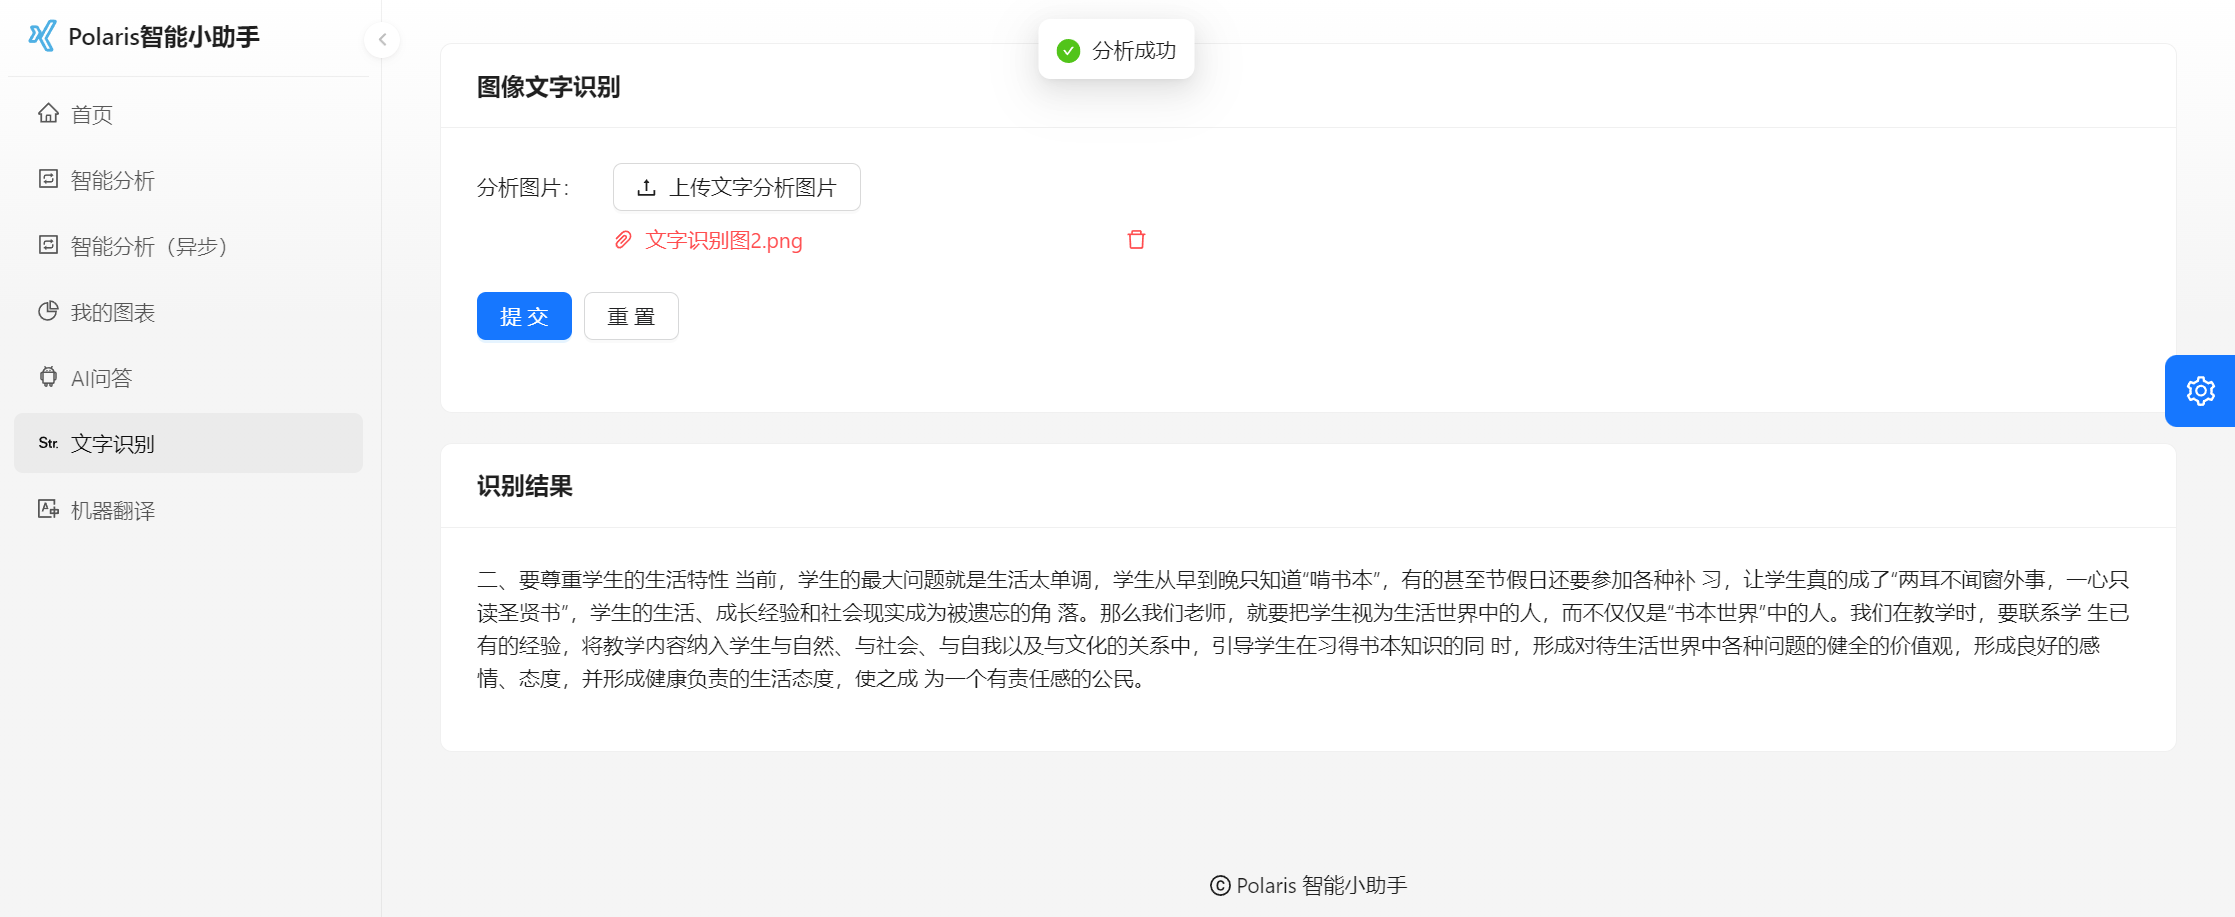 Polaris智能小助手
首页
智能分析
智能分析（异步）
我的图表
AI问答
Str. 文字识别
机器翻译
分析成功
图像文字识别
分析图片：
上传文字分析图片
文字识别图2.png
提 交
重 置
识别结果
二、要尊重学生的生活特性 当前，学生的最大问题就是生活太单调，学生从早到晚只知道“啃书本”，有的甚至节假日还要参加各种补 习，让学生真的成了“两耳不闻窗外事，一心只
读圣贤书”，学生的生活、成长经验和社会现实成为被遗忘的角 落。那么我们老师，就要把学生视为生活世界中的人，而不仅仅是“书本世界”中的人。我们在教学时，要联系学 生已
有的经验，将教学内容纳入学生与自然、与社会、与自我以及与文化的关系中，引导学生在习得书本知识的同 时，形成对待生活世界中各种问题的健全的价值观，形成良好的感
情、态度，并形成健康负责的生活态度，使之成 为一个有责任感的公民。
© Polaris 智能小助手